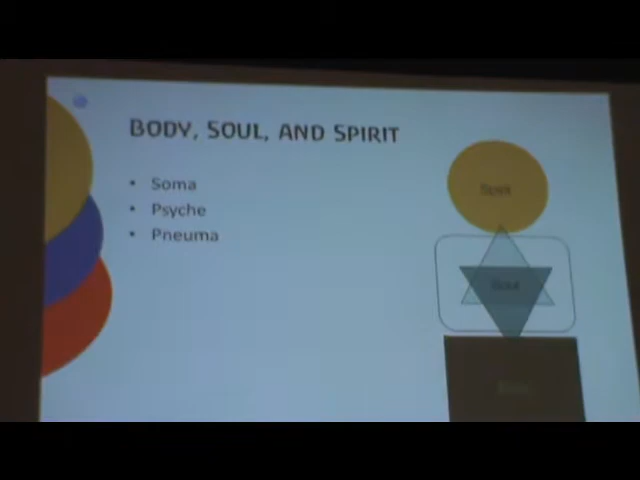 BODY, SOUL, AND SPIRIT
• Soma
• Psyche
• Pneuma
Spirit
Soul